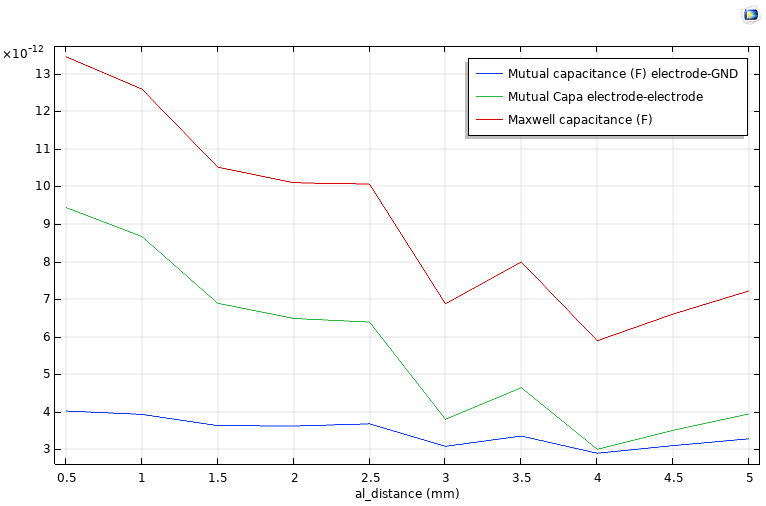 ×10⁻¹²
13
12
11
10
9
8
7
6
5
4
3
Mutual capacitance (F) electrode-GND
Mutual Capa electrode-electrode
Maxwell capacitance (F)
0.5 1 1.5 2 2.5 3 3.5 4 4.5 5
al_distance (mm)